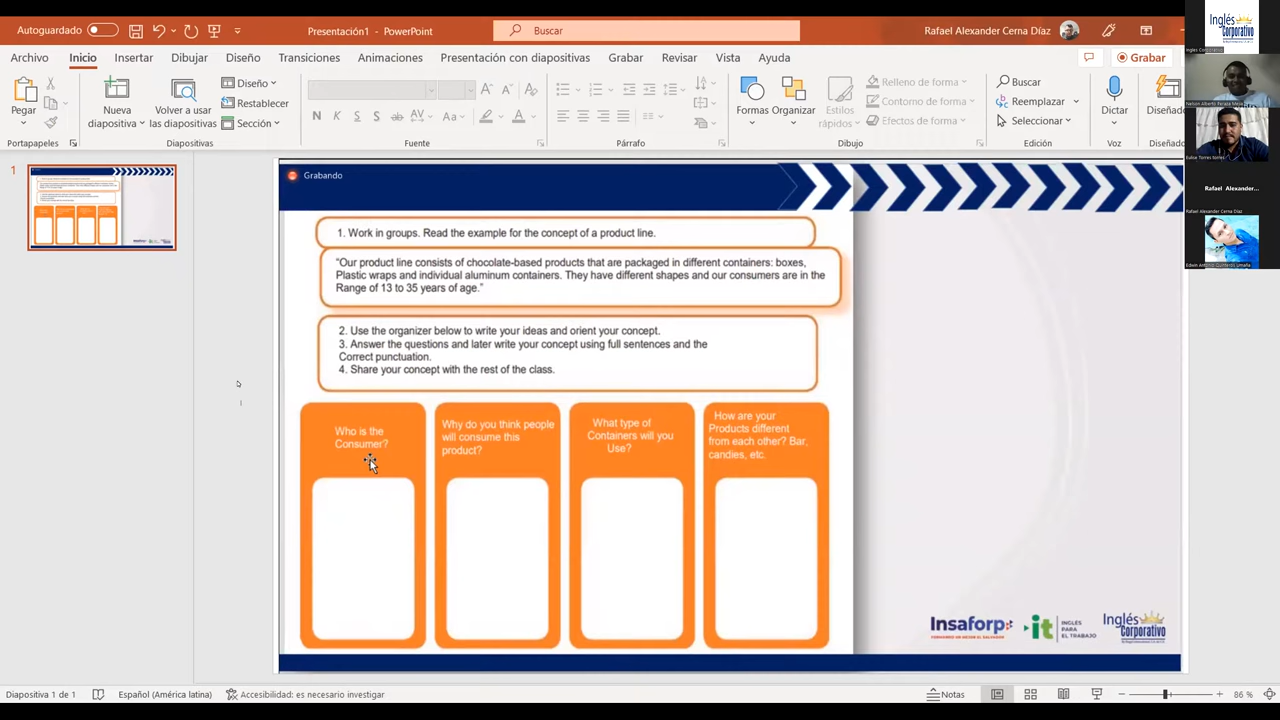 Autoguardado
Presentación1 - PowerPoint
Buscar
Rafael Alexander Cerna Díaz
Archivo Inicio Insertar Dibujar Diseño Transiciones Animaciones Presentación con diapositivas Grabar Revisar Vista Ayuda
Grabar
Pegar
Nueva diapositiva
Volver a usar las diapositivas
Diseño
Restablecer
Sección
Formas
Organizar
Estilos rápidos
Relleno de forma
Contorno de forma
Efectos de forma
Buscar
Reemplazar
Seleccionar
Dictar
Portapapeles Diapositivas Fuente Párrafo Dibujo Edición Voz
1
Grabando
1. Work in groups. Read the example for the concept of a product line.
"Our product line consists of chocolate-based products that are packaged in different containers: boxes,
Plastic wraps and individual aluminum containers. They have different shapes and our consumers are in the
Range of 13 to 35 years of age."
2. Use the organizer below to write your ideas and orient your concept.
3. Answer the questions and later write your concept using full sentences and the
Correct punctuation.
4. Share your concept with the rest of the class.
Who is the
Consumer?
Why do you think people
will consume this
product?
What type of
Containers will you
Use?
How are your
Products different
from each other? Bar,
candies, etc.
Insaforp
it
INGLÉS
PARA
EL TRABAJO
Inglés
Corporativo
Inglés
Corporativo
Rafael Alexander...
Rafael Alexander Cerna Díaz
Diapositiva 1 de 1
Español (América latina)
Accesibilidad: es necesario investigar
Notas
86 %